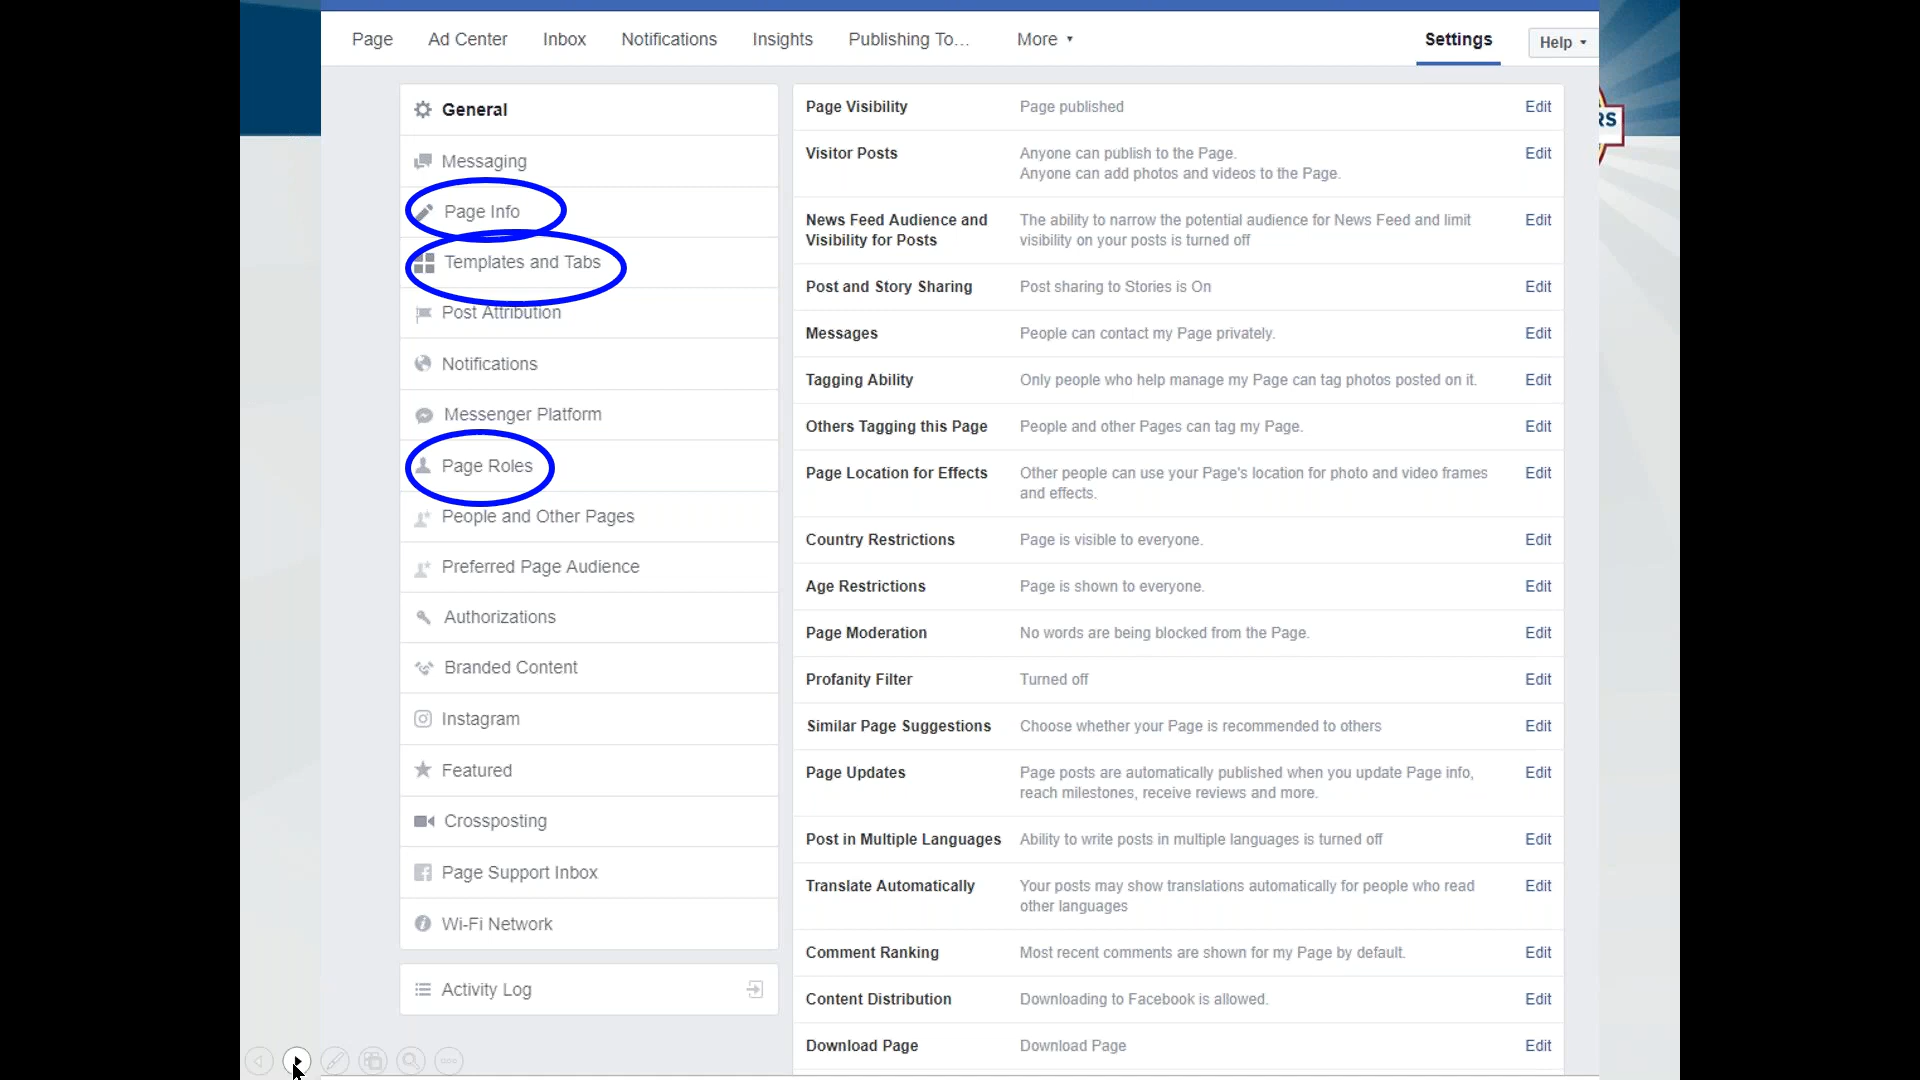 Page Ad Center Inbox Notifications Insights Publishing To... More Settings Help
General
Messaging
Page Info
Templates and Tabs
Post Attribution
Notifications
Messenger Platform
Page Roles
People and Other Pages
Preferred Page Audience
Authorizations
Branded Content
Instagram
Featured
Crossposting
Page Support Inbox
Wi-Fi Network
Activity Log
Page Visibility Page published Edit
Visitor Posts Anyone can publish to the Page. Edit
Anyone can add photos and videos to the Page.
News Feed Audience and The ability to narrow the potential audience for News Feed and limit Edit
Visibility for Posts visibility on your posts is turned off
Post and Story Sharing Post sharing to Stories is On Edit
Messages People can contact my Page privately. Edit
Tagging Ability Only people who help manage my Page can tag photos posted on it. Edit
Others Tagging this Page People and other Pages can tag my Page. Edit
Page Location for Effects Other people can use your Page's location for photo and video frames Edit
and effects.
Country Restrictions Page is visible to everyone. Edit
Age Restrictions Page is shown to everyone. Edit
Page Moderation No words are being blocked from the Page. Edit
Profanity Filter Turned off Edit
Similar Page Suggestions Choose whether your Page is recommended to others Edit
Page Updates Page posts are automatically published when you update Page info, Edit
reach milestones, receive reviews and more.
Post in Multiple Languages Ability to write posts in multiple languages is turned off Edit
Translate Automatically Your posts may show translations automatically for people who read Edit
other languages
Comment Ranking Most recent comments are shown for my Page by default. Edit
Content Distribution Downloading to Facebook is allowed. Edit
Download Page Download Page Edit
RS